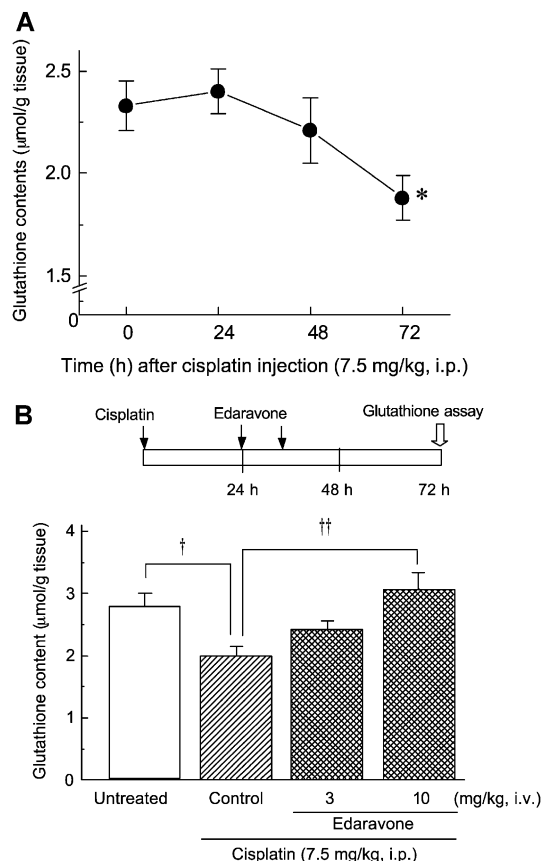 A
Glutathione contents (μmol/g tissue)
2.5
2.0
1.5
0
*
0 24 48 72
Time (h) after cisplatin injection (7.5 mg/kg, i.p.)
B
Cisplatin Edaravone Glutathione assay
24 h 48 h 72 h
Glutathione content (μmol/g tissue)
4
3
2
1
0
† ††
Untreated Control 3 10 (mg/kg, i.v.)
Edaravone
Cisplatin (7.5 mg/kg, i.p.)